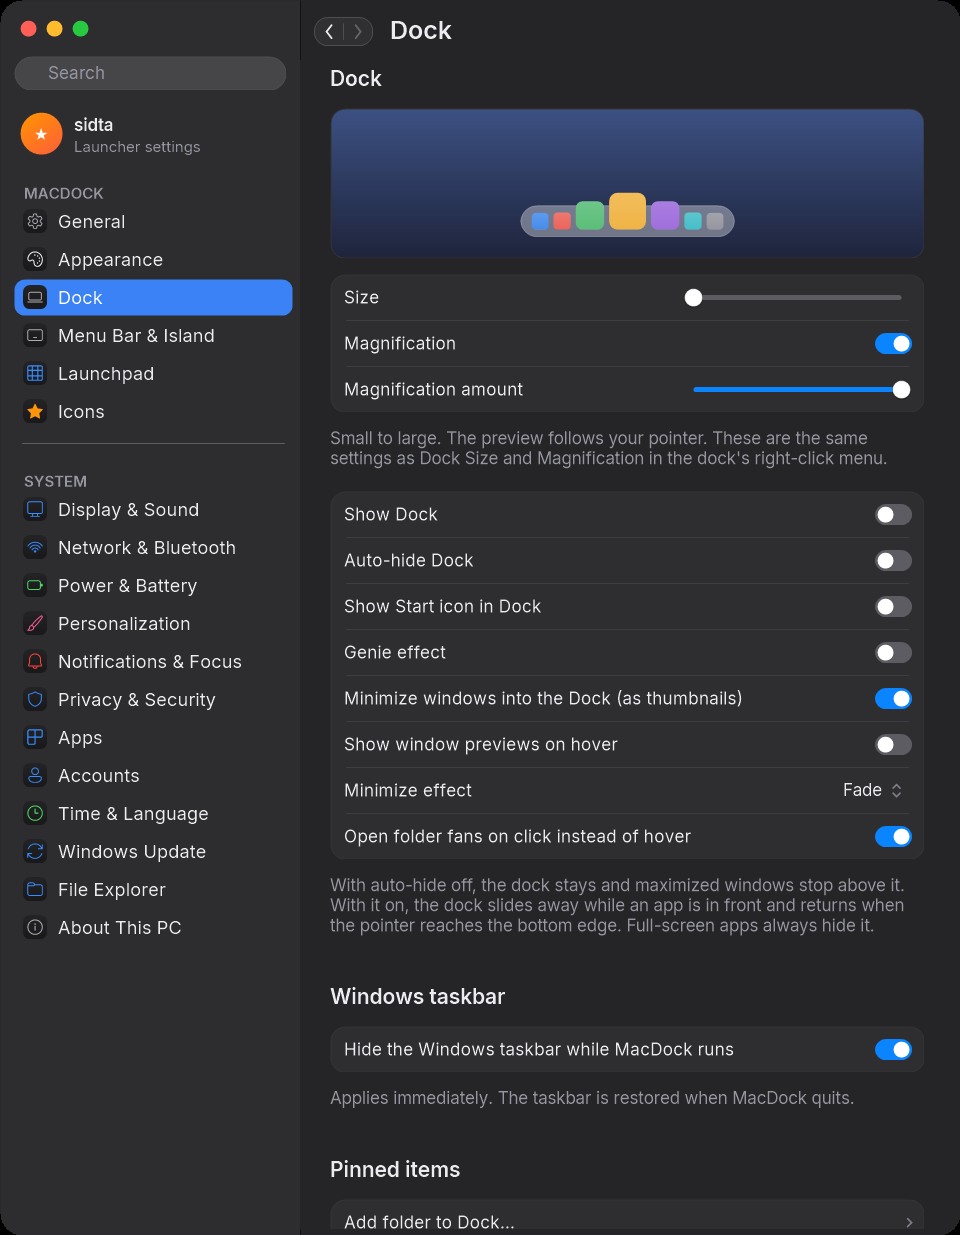 Dock
Search
sidta
Launcher settings
MACDOCK
General
Appearance
Dock
Menu Bar & Island
Launchpad
Icons
SYSTEM
Display & Sound
Network & Bluetooth
Power & Battery
Personalization
Notifications & Focus
Privacy & Security
Apps
Accounts
Time & Language
Windows Update
File Explorer
About This PC
Dock
Size
Magnification
Magnification amount
Small to large. The preview follows your pointer. These are the same
settings as Dock Size and Magnification in the dock's right-click menu.
Show Dock
Auto-hide Dock
Show Start icon in Dock
Genie effect
Minimize windows into the Dock (as thumbnails)
Show window previews on hover
Minimize effect Fade
Open folder fans on click instead of hover
With auto-hide off, the dock stays and maximized windows stop above it.
With it on, the dock slides away while an app is in front and returns when
the pointer reaches the bottom edge. Full-screen apps always hide it.
Windows taskbar
Hide the Windows taskbar while MacDock runs
Applies immediately. The taskbar is restored when MacDock quits.
Pinned items
Add folder to Dock...